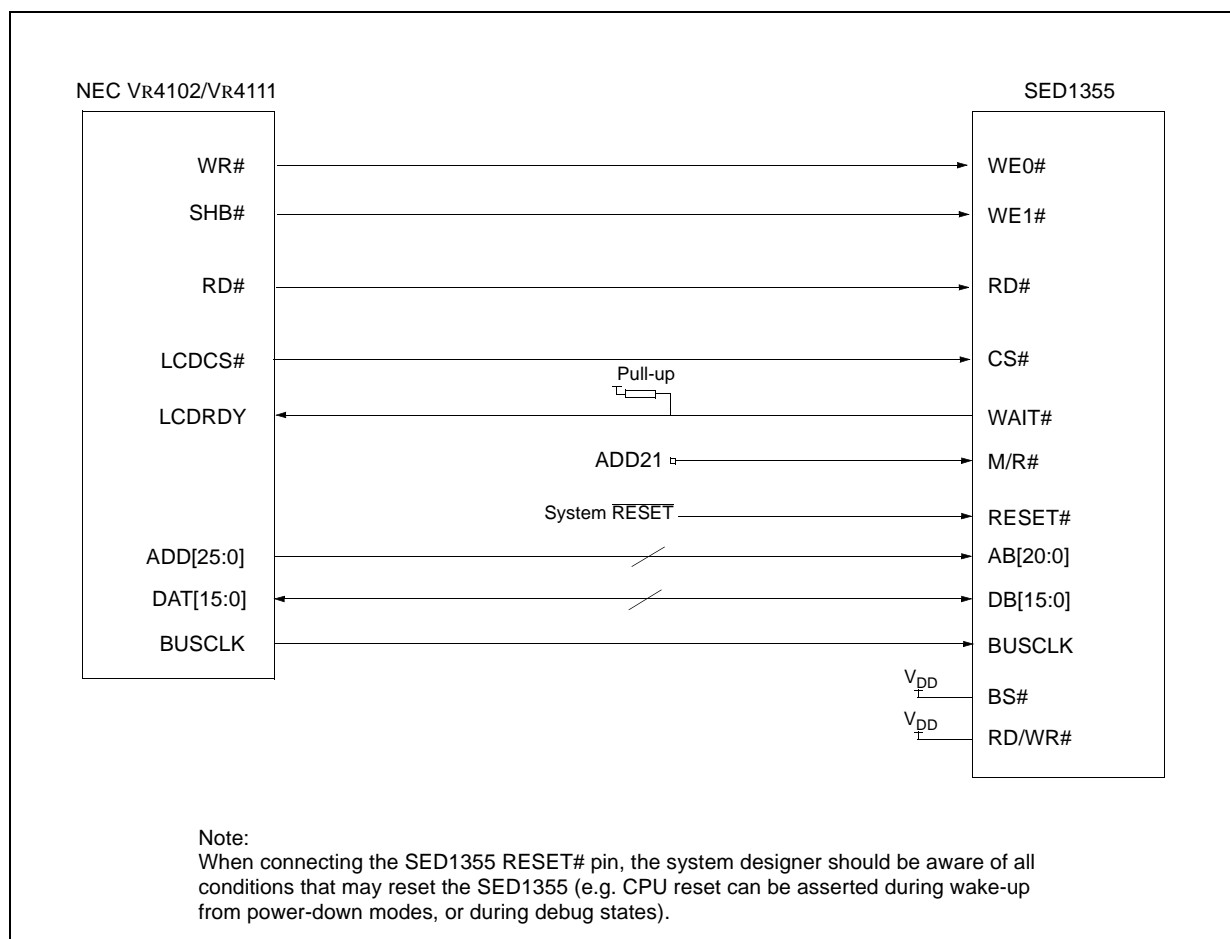 NEC VR4102/VR4111
SED1355
WR#
WE0#
SHB#
WE1#
RD#
RD#
LCDCS#
CS#
Pull-up
LCDRDY
WAIT#
ADD21
M/R#
System RESET
RESET#
ADD[25:0]
AB[20:0]
DAT[15:0]
DB[15:0]
BUSCLK
BUSCLK
VDD
BS#
VDD
RD/WR#
Note:
When connecting the SED1355 RESET# pin, the system designer should be aware of all
conditions that may reset the SED1355 (e.g. CPU reset can be asserted during wake-up
from power-down modes, or during debug states).